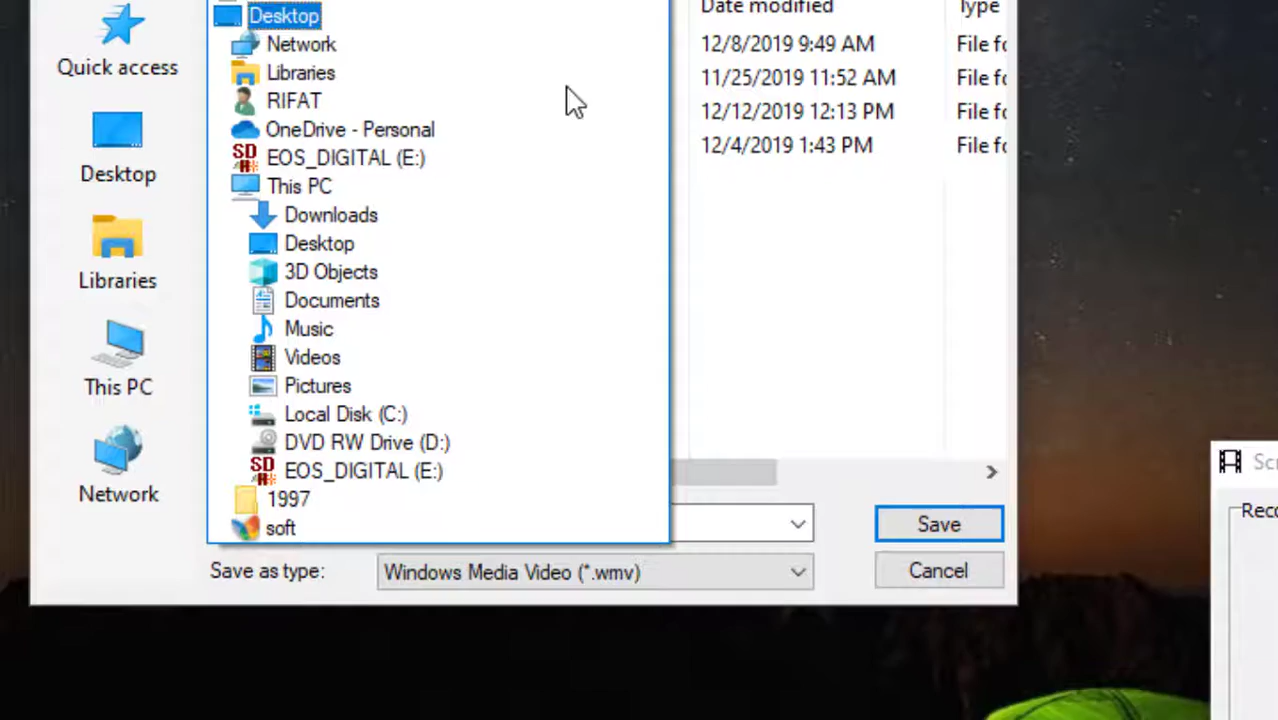 Quick access
Desktop
Libraries
This PC
Network
Desktop
Network
Libraries
RIFAT
OneDrive - Personal
EOS_DIGITAL (E:)
This PC
Downloads
Desktop
3D Objects
Documents
Music
Videos
Pictures
Local Disk (C:)
DVD RW Drive (D:)
EOS_DIGITAL (E:)
1997
soft
Date modified Type
12/8/2019 9:49 AM File fo
11/25/2019 11:52 AM File fo
12/12/2019 12:13 PM File fo
12/4/2019 1:43 PM File fo
Save
Save as type: Windows Media Video (*.wmv) Cancel
Scr
Reco